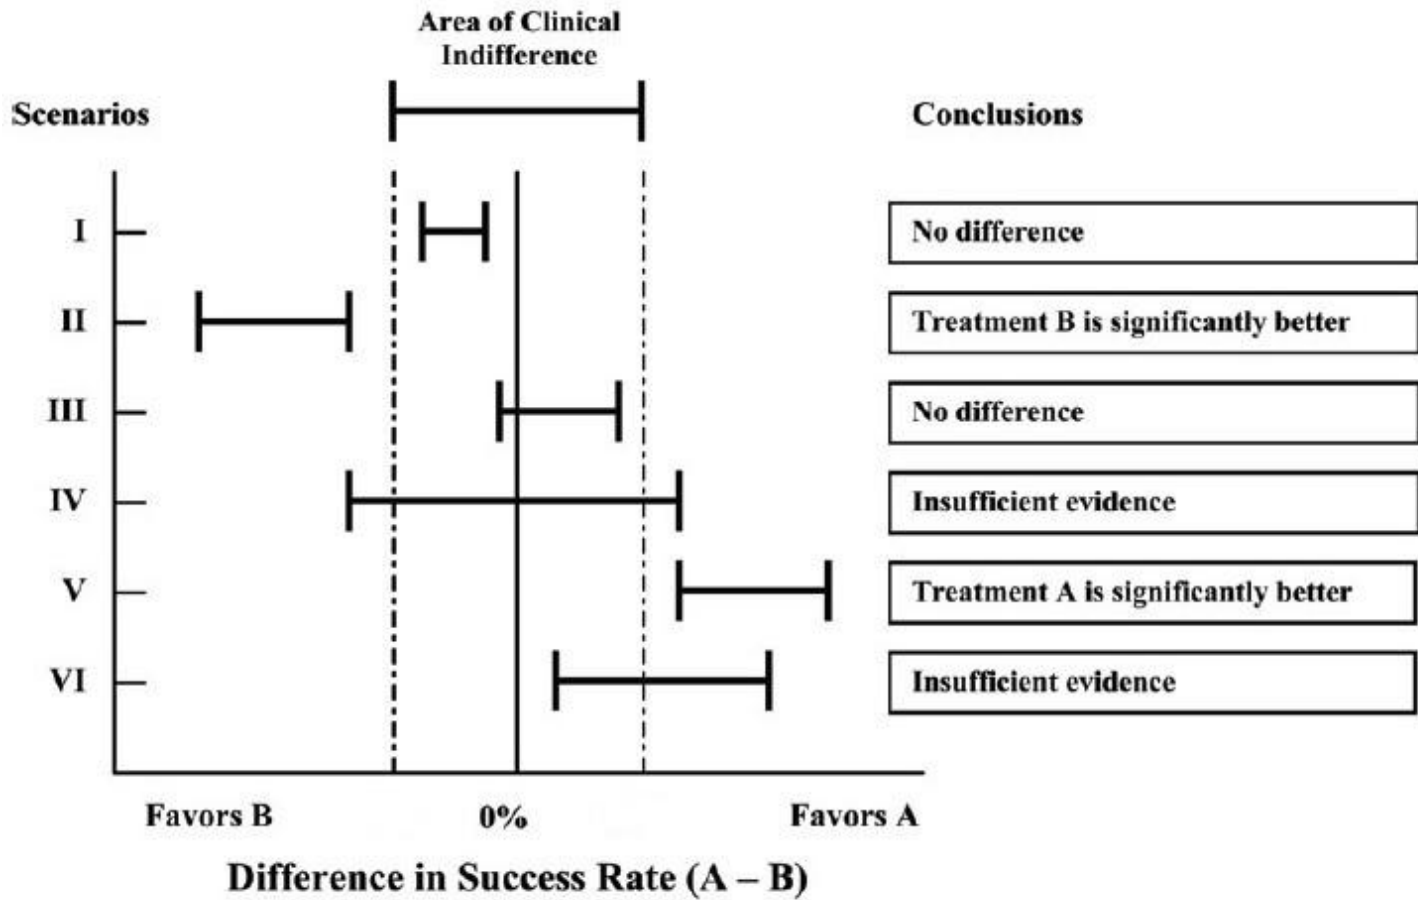 Area of Clinical
Indifference
Scenarios
Conclusions
I
No difference
II
Treatment B is significantly better
III
No difference
IV
Insufficient evidence
V
Treatment A is significantly better
VI
Insufficient evidence
Favors B
0%
Favors A
Difference in Success Rate (A – B)